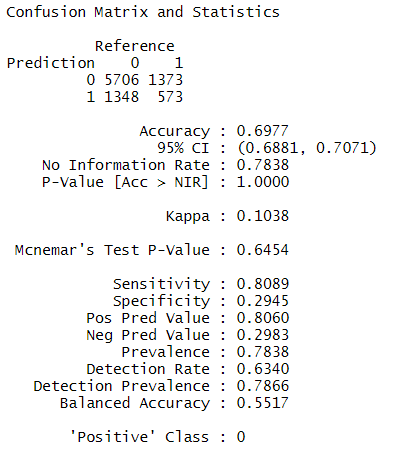 Confusion Matrix and Statistics
Reference
Prediction 0 1
0 5706 1373
1 1348 573
Accuracy : 0.6977
95% CI : (0.6881, 0.7071)
No Information Rate : 0.7838
P-Value [Acc > NIR] : 1.0000
Kappa : 0.1038
Mcnemar's Test P-Value : 0.6454
Sensitivity : 0.8089
Specificity : 0.2945
Pos Pred Value : 0.8060
Neg Pred Value : 0.2983
Prevalence : 0.7838
Detection Rate : 0.6340
Detection Prevalence : 0.7866
Balanced Accuracy : 0.5517
'Positive' Class : 0